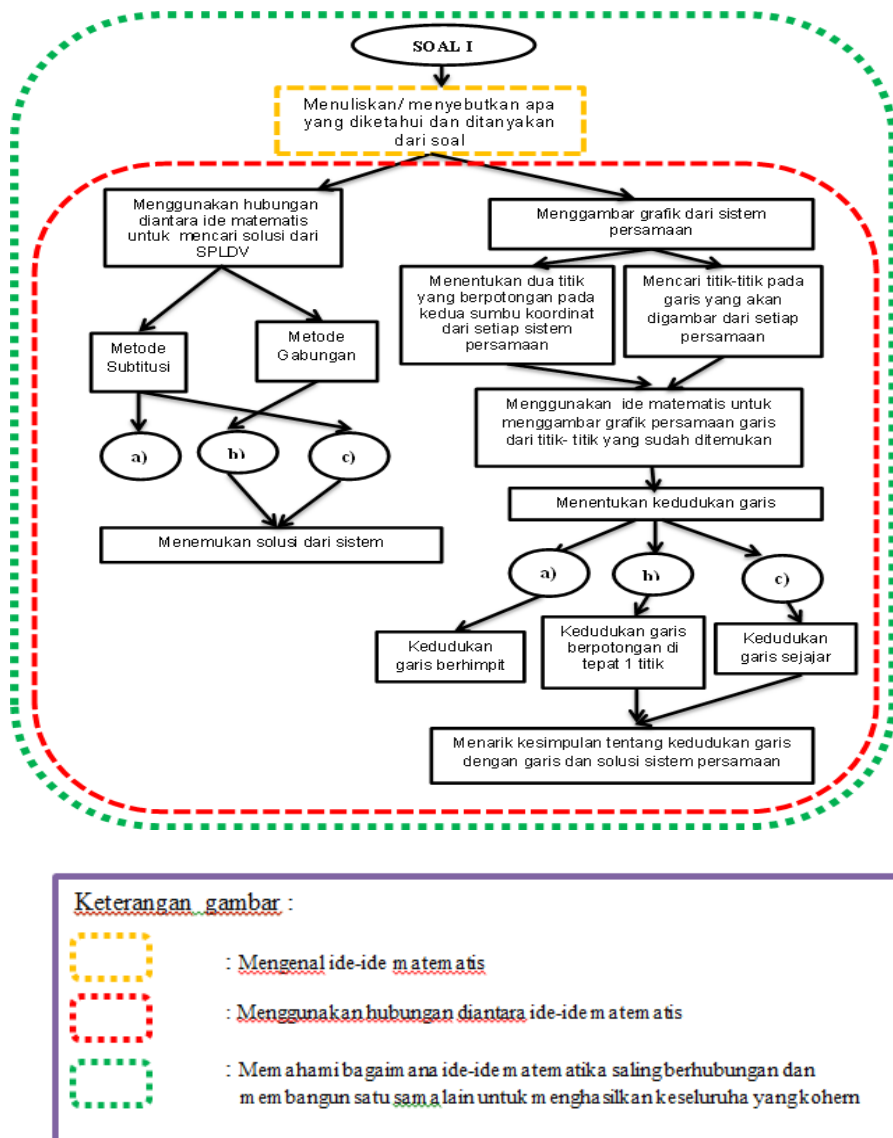 SOAL I
Menuliskan/ menyebutkan apa
yang diketahui dan ditanyakan
dari soal
Menggunakan hubungan
diantara ide matematis
untuk mencari solusi dari
SPLDV
Menggambar grafik dari sistem
persamaan
Menentukan dua titik
yang berpotongan pada
kedua sumbu koordinat
dari setiap sistem
persamaan
Mencari titik-titik pada
garis yang akan
digambar dari setiap
persamaan
Metode
Subtitusi
Metode
Gabungan
Menggunakan ide matematis untuk
menggambar grafik persamaan garis
dari titik- titik yang sudah ditemukan
a)
b)
c)
Menentukan kedudukan garis
Menemukan solusi dari sistem
a)
b)
c)
Kedudukan
garis berhimpit
Kedudukan garis
berpotongan di
tepat 1 titik
Kedudukan
garis sejajar
Menarik kesimpulan tentang kedudukan garis
dengan garis dan solusi sistem persamaan
Keterangan gambar :
: Mengenal ide-ide matematis
: Menggunakan hubungan diantara ide-ide matematis
: Memahami bagaimana ide-ide matematika saling berhubungan dan
membangun satu sama lain untuk menghasilkan keseluruha yang kohern